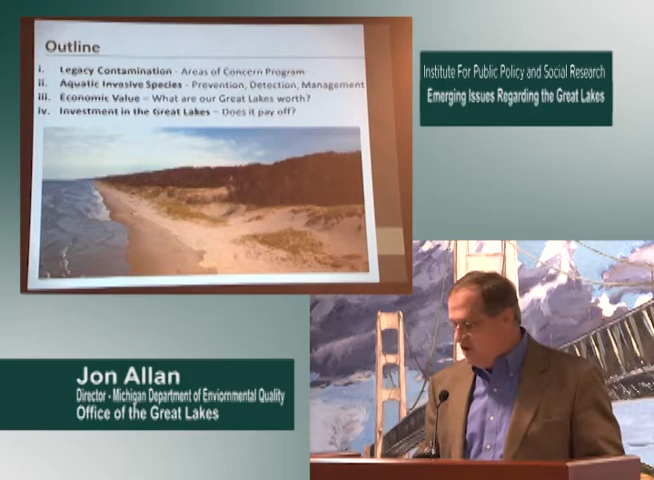 Outline
i. Legacy Contamination - Areas of Concern Program
ii. Aquatic Invasive Species - Prevention, Detection, Management
iii. Economic Value – What are our Great Lakes worth?
iv. Investment in the Great Lakes – Does it pay off?
Institute For Public Policy and Social Research
Emerging Issues Regarding the Great Lakes
Jon Allan
Director - Michigan Department of Enviornmental Quality
Office of the Great Lakes